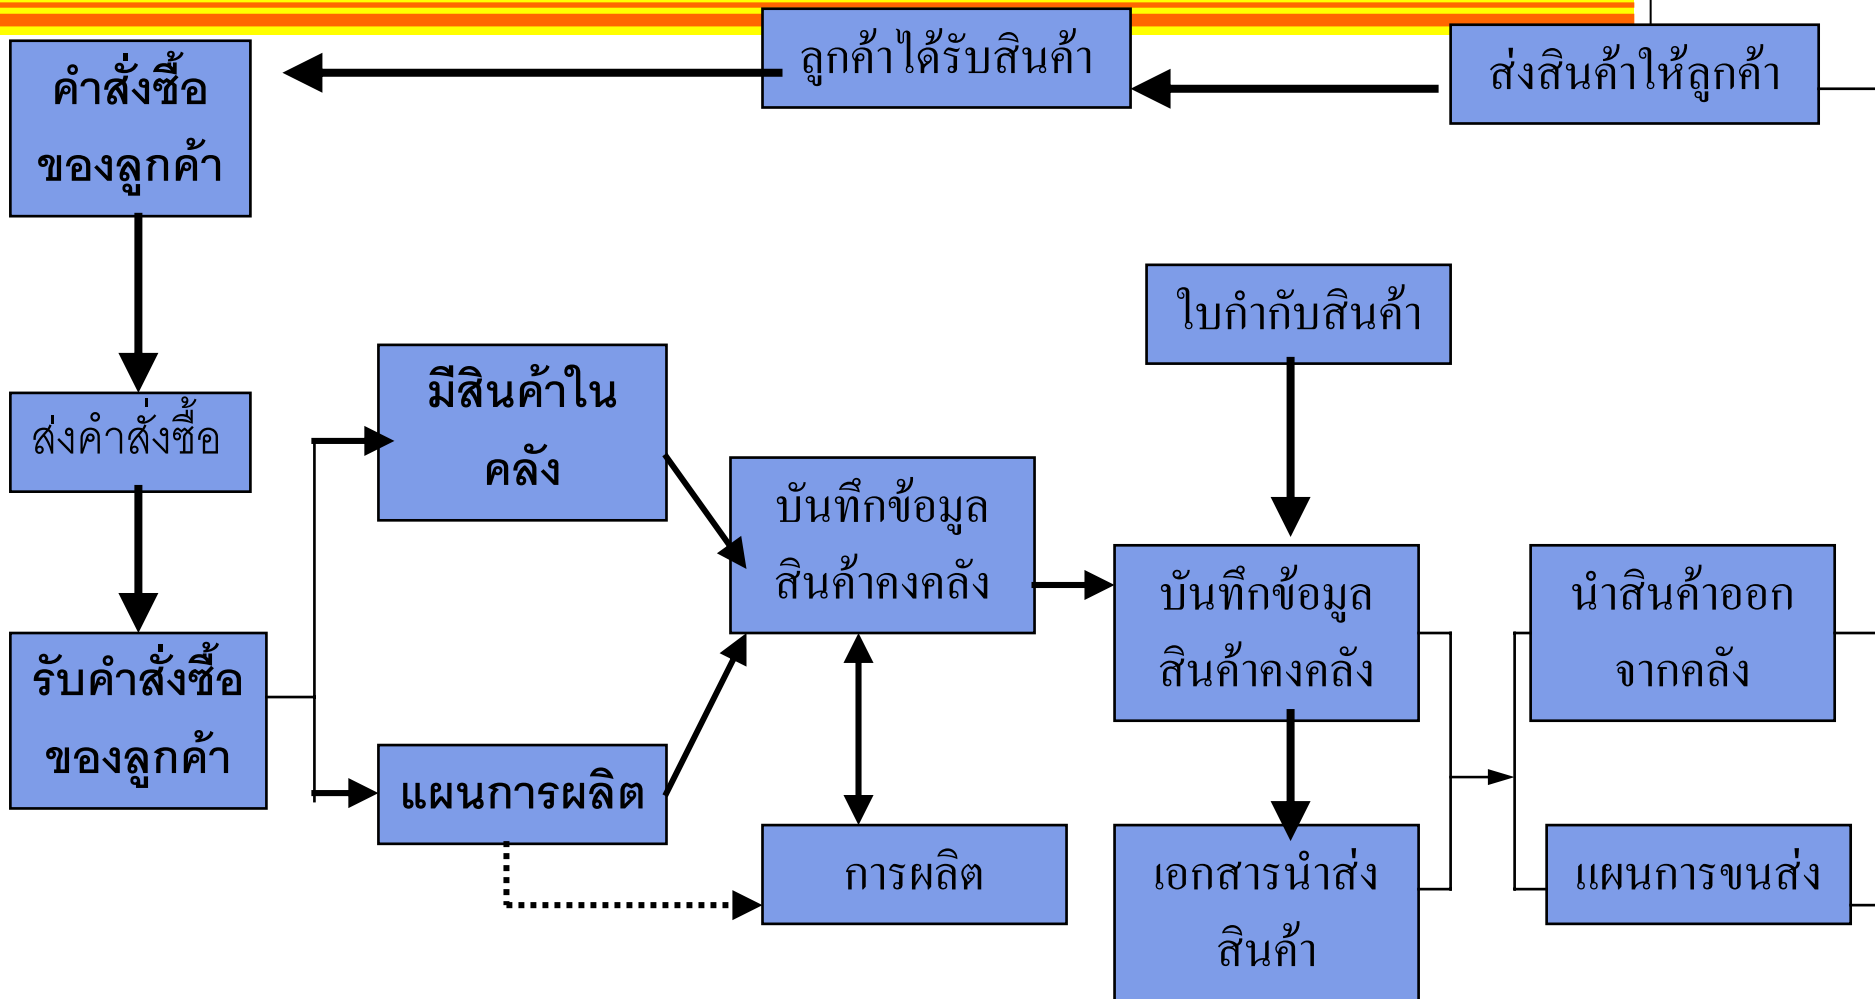 ลูกค้าได้รับสินค้า
ส่งสินค้าให้ลูกค้า
คำสั่งซื้อ
ของลูกค้า
ใบกำกับสินค้า
มีสินค้าใน
คลัง
ส่งคำสั่งซื้อ
บันทึกข้อมูล
สินค้าคงคลัง
บันทึกข้อมูล
สินค้าคงคลัง
นำสินค้าออก
จากคลัง
รับคำสั่งซื้อ
ของลูกค้า
แผนการผลิต
การผลิต
เอกสารนำส่ง
สินค้า
แผนการขนส่ง